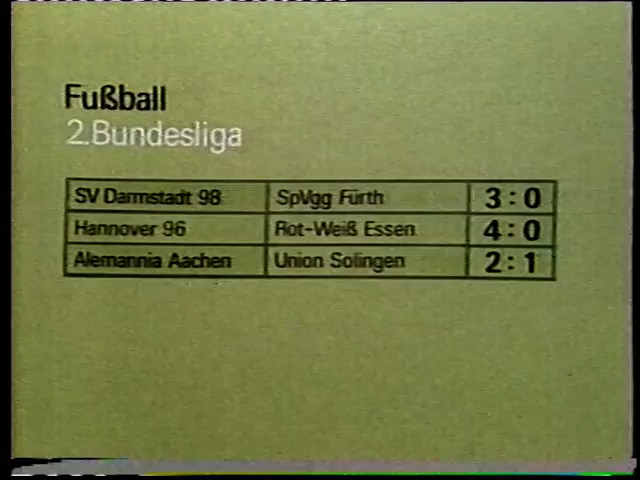 Fußball
2.Bundesliga
SV Darmstadt 98 SpVgg Fürth 3:0
Hannover 96 Rot-Weiß Essen 4:0
Alemannia Aachen Union Solingen 2:1